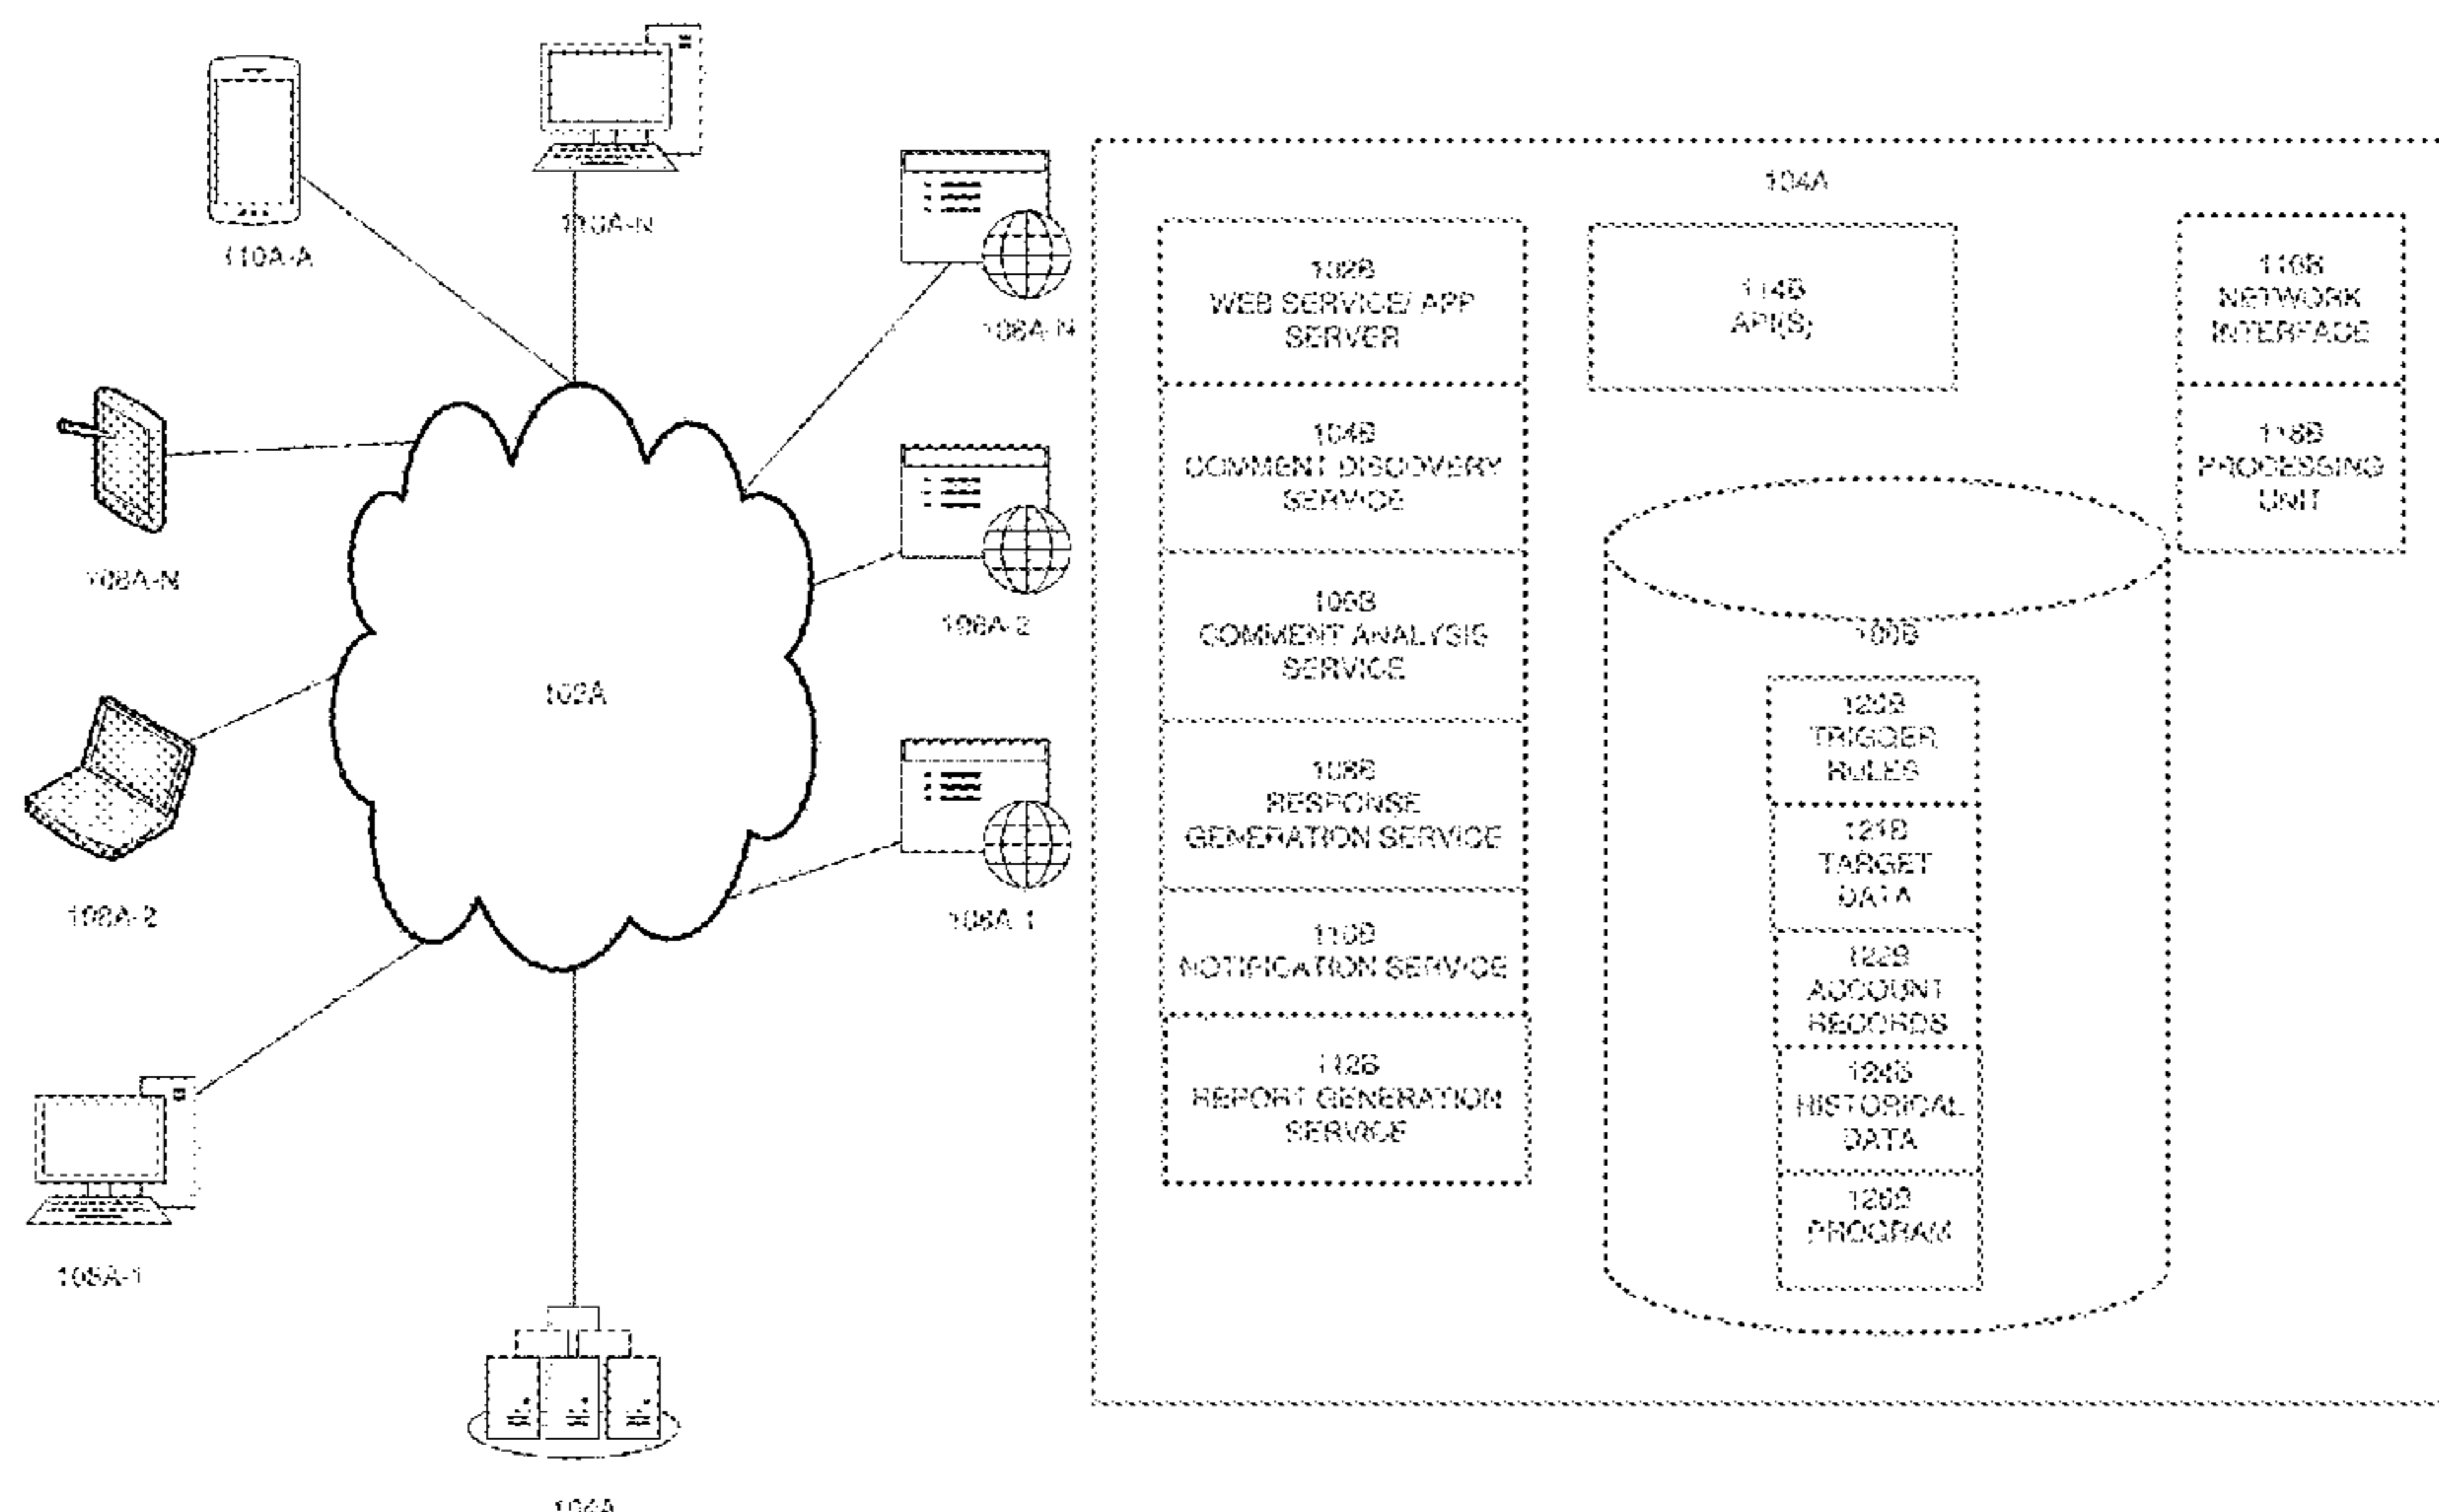 110A-A
110A-N
106A-N
108A-N
106A-2
102A
108A-2
106A-1
108A-1
104A
104A
102B
WEB SERVICE/ APP
SERVER
104B
COMMENT DISCOVERY
SERVICE
106B
COMMENT ANALYSIS
SERVICE
108B
RESPONSE
GENERATION SERVICE
110B
NOTIFICATION SERVICE
112B
REPORT GENERATION
SERVICE
114B
API(S)
116B
NETWORK
INTERFACE
118B
PROCESSING
UNIT
100B
120B
TRIGGER
RULES
121B
TARGET
DATA
122B
ACCOUNT
RECORDS
124B
HISTORICAL
DATA
126B
PROGRAM